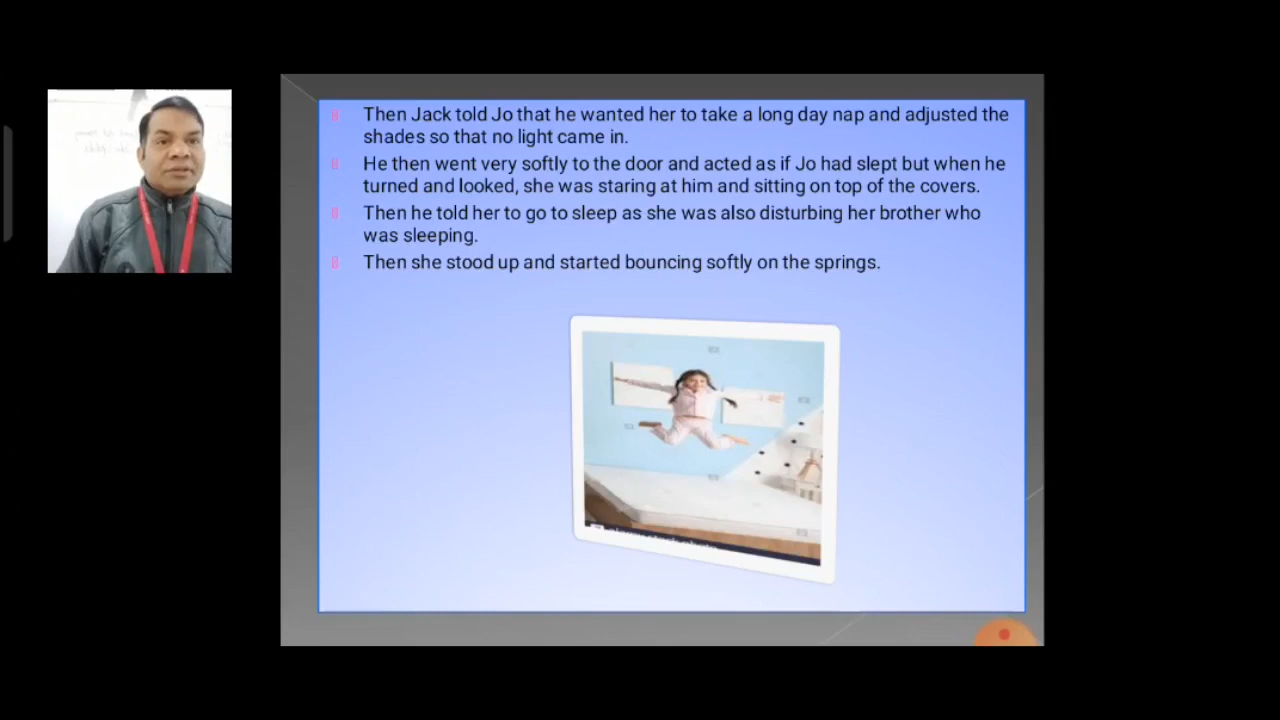 Then Jack told Jo that he wanted her to take a long day nap and adjusted the
shades so that no light came in.
He then went very softly to the door and acted as if Jo had slept but when he
turned and looked, she was staring at him and sitting on top of the covers.
Then he told her to go to sleep as she was also disturbing her brother who
was sleeping.
Then she stood up and started bouncing softly on the springs.